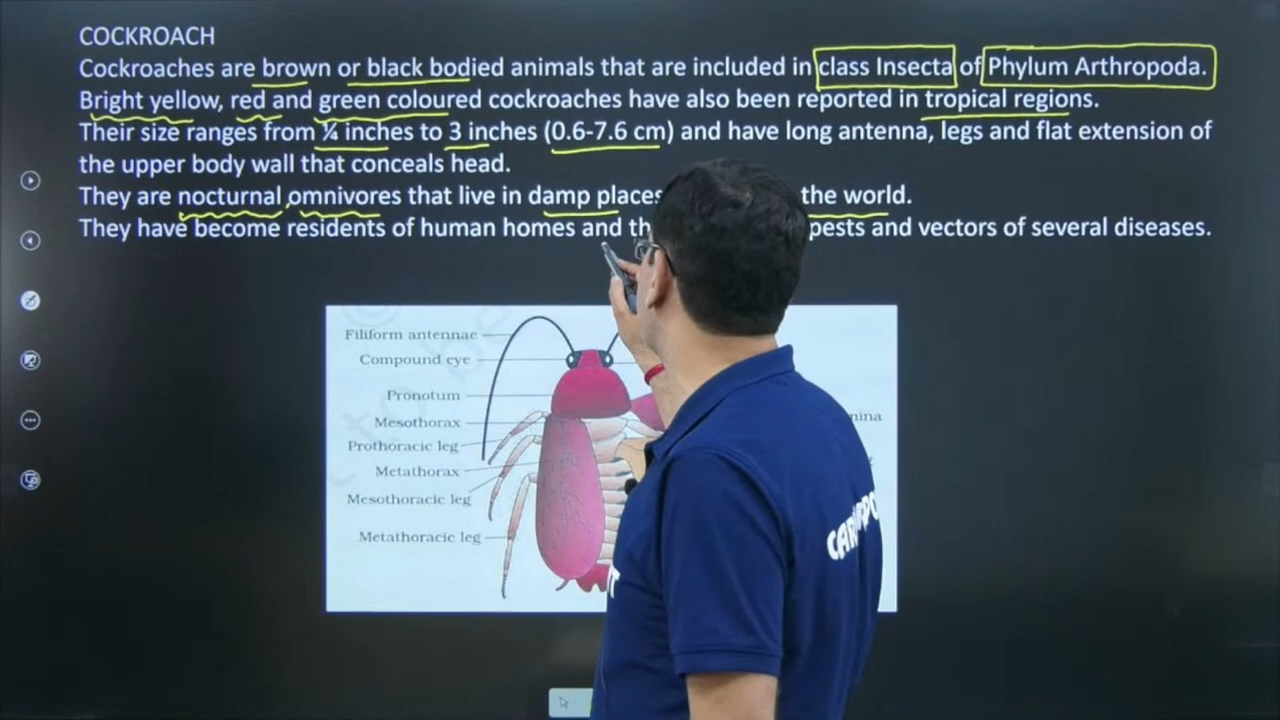 COCKROACH
Cockroaches are brown or black bodied animals that are included in class Insecta of Phylum Arthropoda.
Bright yellow, red and green coloured cockroaches have also been reported in tropical regions.
Their size ranges from ¼ inches to 3 inches (0.6-7.6 cm) and have long antenna, legs and flat extension of
the upper body wall that conceals head.
They are nocturnal omnivores that live in damp places the world.
They have become residents of human homes and pests and vectors of several diseases.
Filiform antennae
Compound eye
Pronotum
Mesothorax
Prothoracic leg
Metathorax
Mesothoracic leg
Metathoracic leg